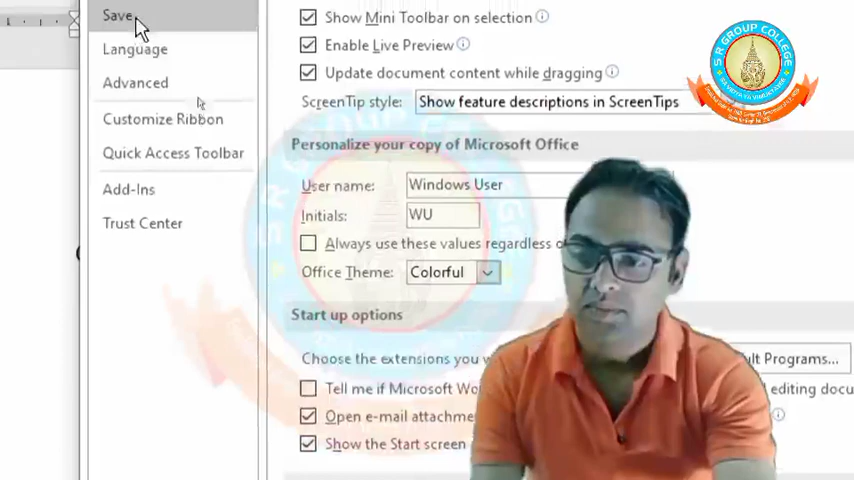 Save
Language
Advanced
Customize Ribbon
Quick Access Toolbar
Add-Ins
Trust Center
Show Mini Toolbar on selection
Enable Live Preview
Update document content while dragging
ScreenTip style: Show feature descriptions in ScreenTips
Personalize your copy of Microsoft Office
User name: Windows User
Initials: WU
Always use these values regardless o
Office Theme: Colorful
Start up options
Choose the extensions you w ult Programs...
Tell me if Microsoft Wo editing docu
Open e-mail attachme
Show the Start screen
S R GROUP COLLEGE